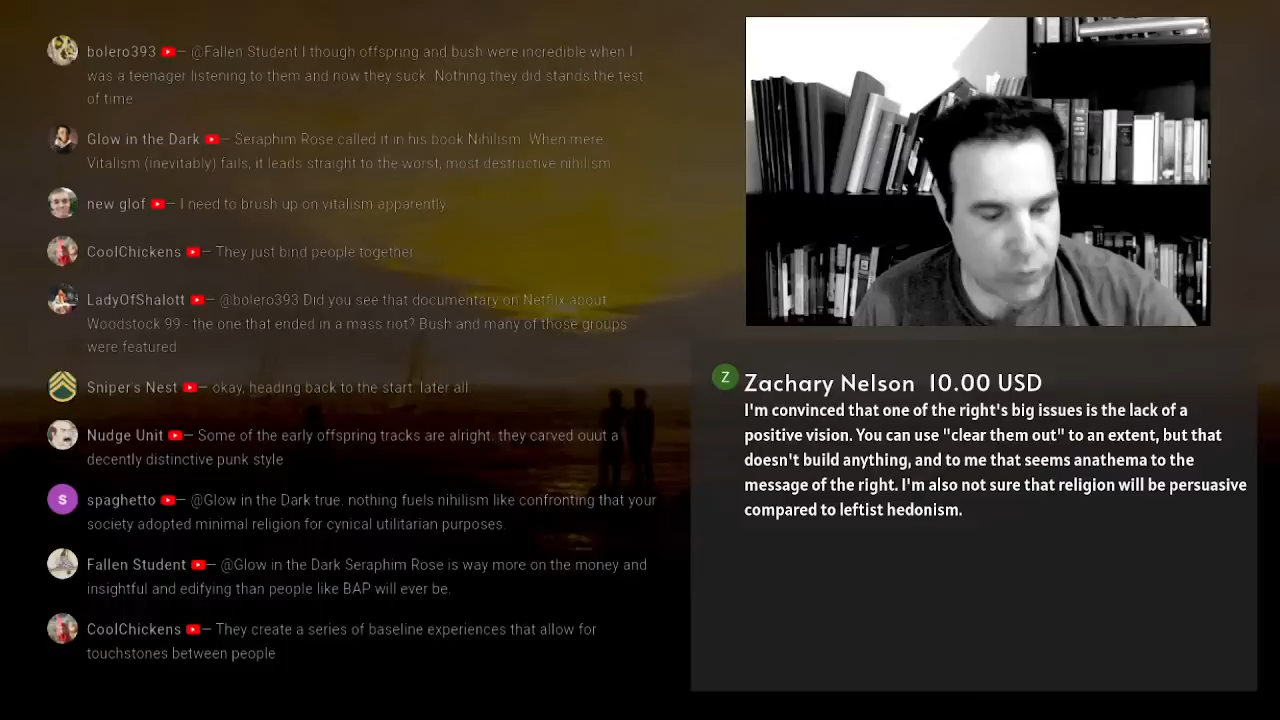 bolero393 — @Fallen Student I though offspring and bush were incredible when I
was a teenager listening to them and now they suck. Nothing they did stands the test
of time
Glow in the Dark — Seraphim Rose called it in his book Nihilism. When mere
Vitalism (inevitably) fails, it leads straight to the worst, most destructive nihilism
new glof — I need to brush up on vitalism apparently.
CoolChickens — They just bind people together
LadyOfShalott — @bolero393 Did you see that documentary on Netflix about
Woodstock 99 - the one that ended in a mass riot? Bush and many of those groups
were featured
Sniper's Nest — okay, heading back to the start. later all.
Nudge Unit — Some of the early offspring tracks are alright. they carved ouut a
decently distinctive punk style
S
spaghetto — @Glow in the Dark true. nothing fuels nihilism like confronting that your
society adopted minimal religion for cynical utilitarian purposes.
Fallen Student — @Glow in the Dark Seraphim Rose is way more on the money and
insightful and edifying than people like BAP will ever be.
CoolChickens — They create a series of baseline experiences that allow for
touchstones between people
Z
Zachary Nelson 10.00 USD
I'm convinced that one of the right's big issues is the lack of a
positive vision. You can use "clear them out" to an extent, but that
doesn't build anything, and to me that seems anathema to the
message of the right. I'm also not sure that religion will be persuasive
compared to leftist hedonism.